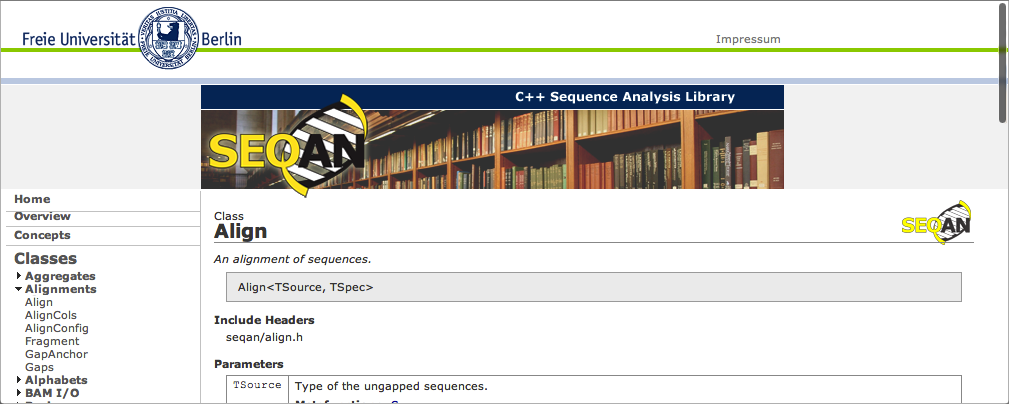 Freie Universität Berlin
Impressum
C++ Sequence Analysis Library
SEQAN
Home
Overview
Concepts
Classes
Aggregates
Alignments
Align
AlignCols
AlignConfig
Fragment
GapAnchor
Gaps
Alphabets
BAM I/O
Class
Align
SEQAN
An alignment of sequences.
Align<TSource, TSpec>
Include Headers
seqan/align.h
Parameters
TSource Type of the ungapped sequences.